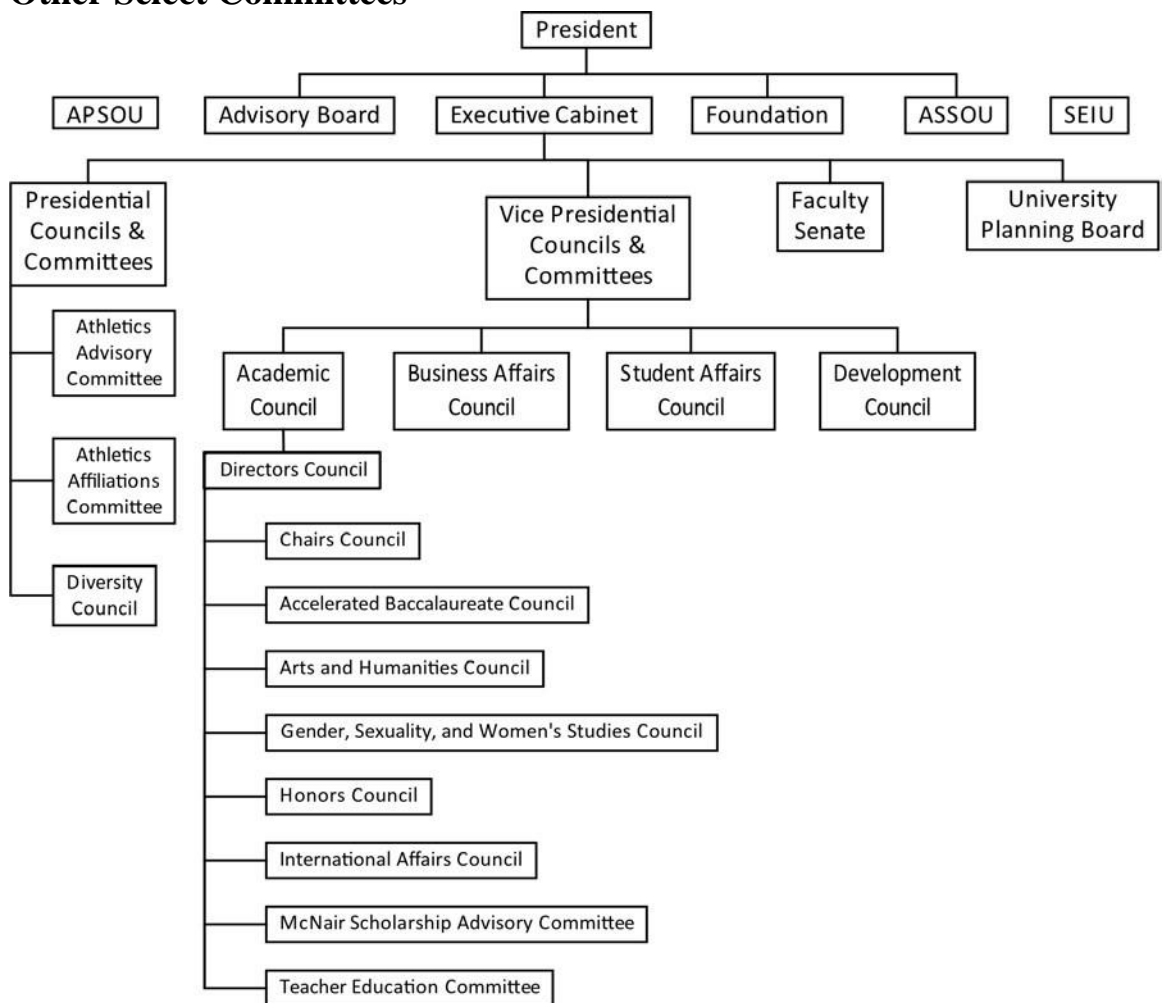 Other Select Committees
President
APSOU
Advisory Board
Executive Cabinet
Foundation
ASSOU
SEIU
Presidential
Councils &
Committees
Vice Presidential
Councils &
Committees
Faculty
Senate
University
Planning Board
Athletics
Advisory
Committee
Athletics
Affiliations
Committee
Diversity
Council
Academic
Council
Business Affairs
Council
Student Affairs
Council
Development
Council
Directors Council
Chairs Council
Accelerated Baccalaureate Council
Arts and Humanities Council
Gender, Sexuality, and Women's Studies Council
Honors Council
International Affairs Council
McNair Scholarship Advisory Committee
Teacher Education Committee